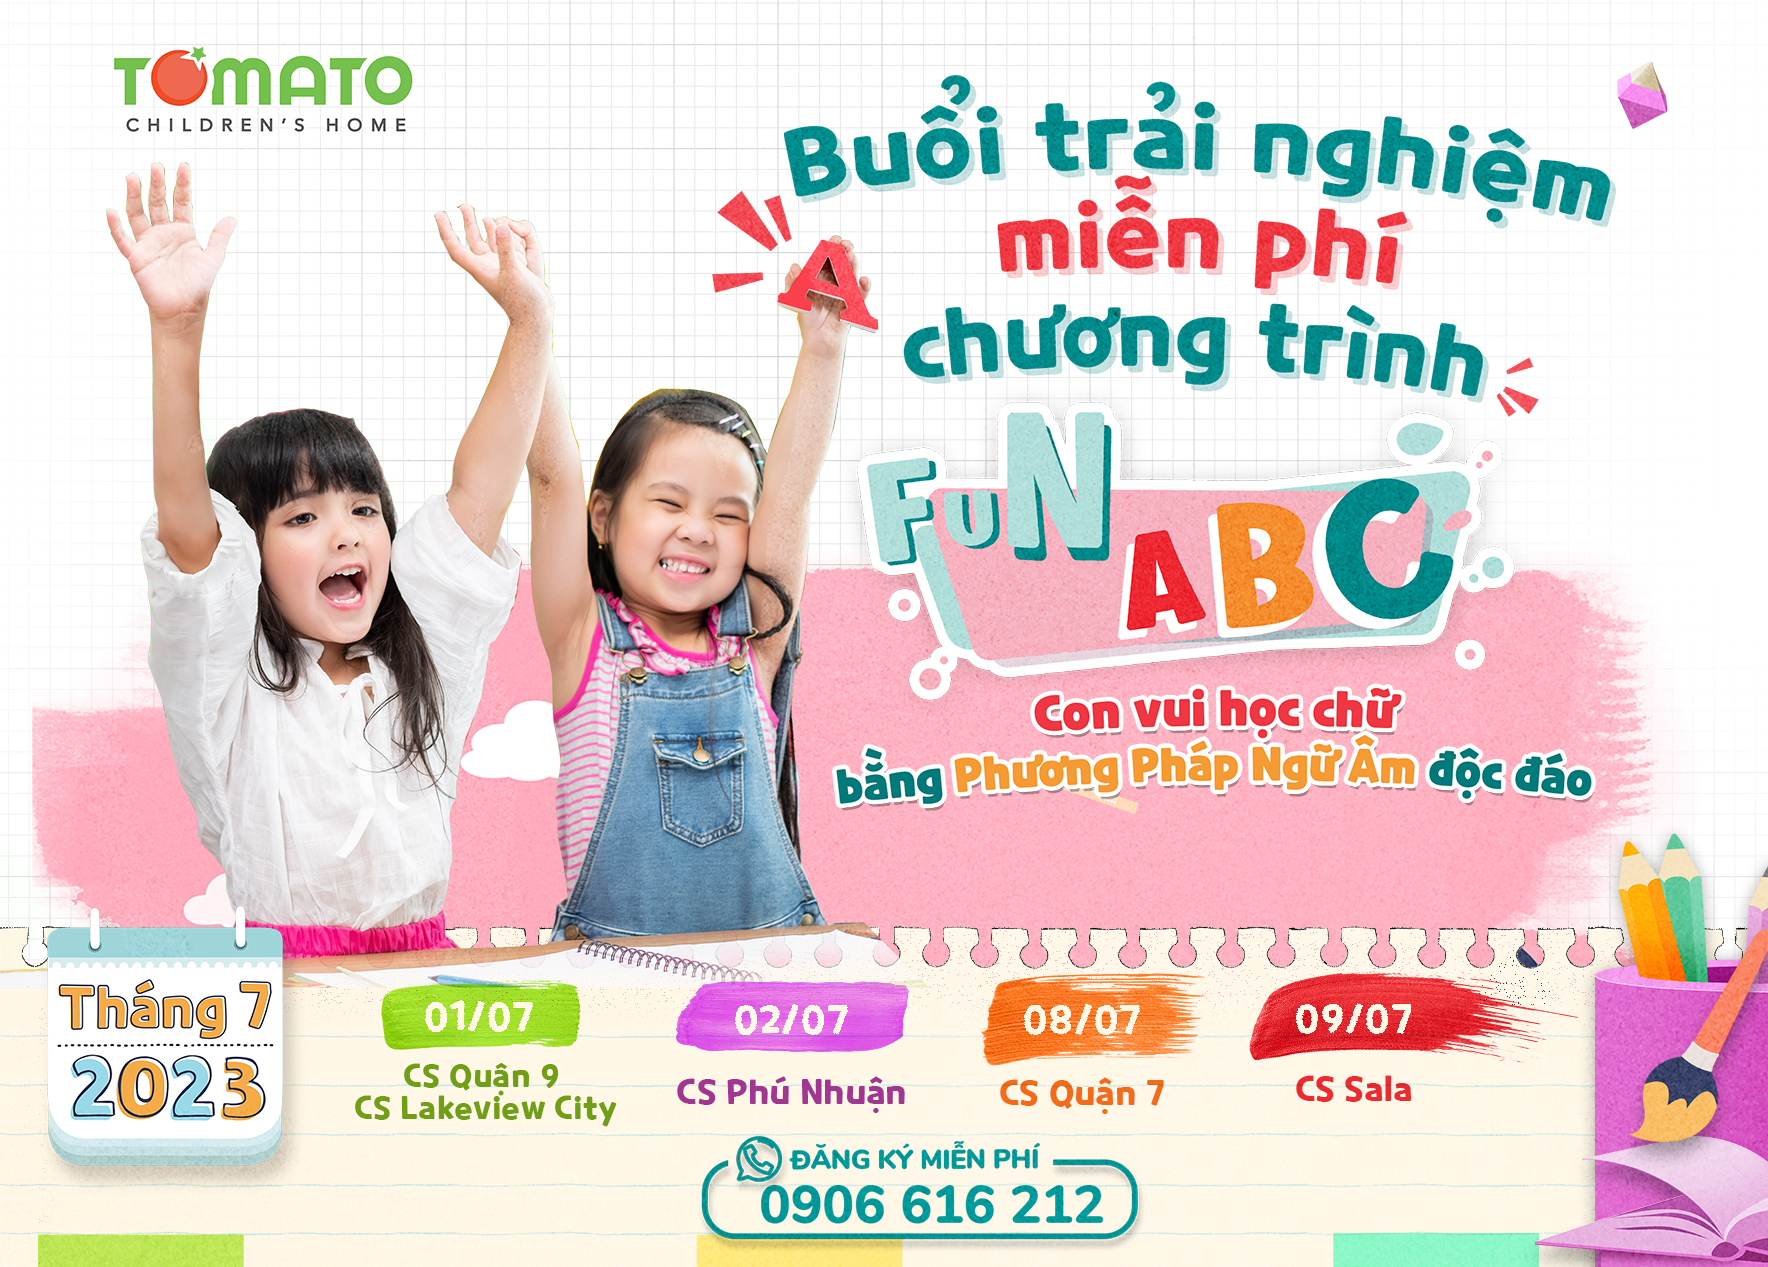 TOMATO
CHILDREN'S HOME
Buổi trải nghiệm
miễn phí
chương trình
A
FUN
ABC
Con vui học chữ
bằng Phương Pháp Ngữ Âm độc đáo
Tháng 7
2023
01/07
CS Quận 9
CS Lakeview City
02/07
CS Phú Nhuận
08/07
CS Quận 7
09/07
CS Sala
ĐĂNG KÝ MIỄN PHÍ
0906 616 212